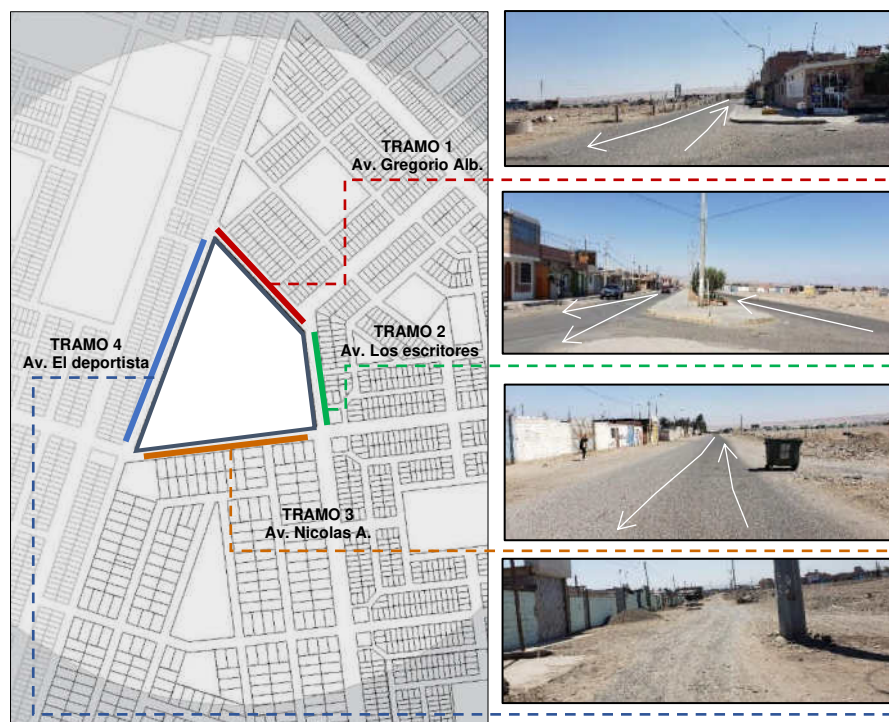 TRAMO 1
Av. Gregorio Alb.
TRAMO 2
Av. Los escritores
TRAMO 4
Av. El deportista
TRAMO 3
Av. Nicolas A.